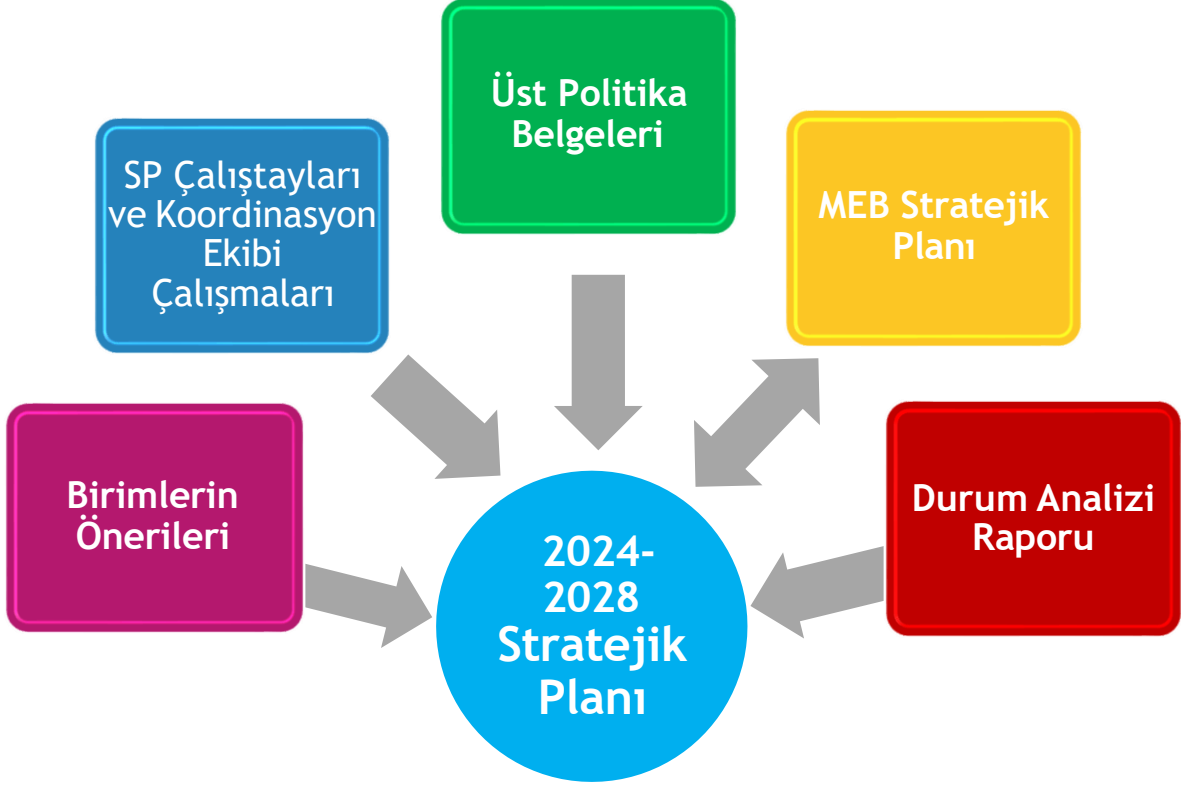 Üst Politika
Belgeleri
SP Çalıştayları
ve Koordinasyon
Ekibi
Çalışmaları
MEB Stratejik
Planı
Birimlerin
Önerileri
Durum Analizi
Raporu
2024-
2028
Stratejik
Planı